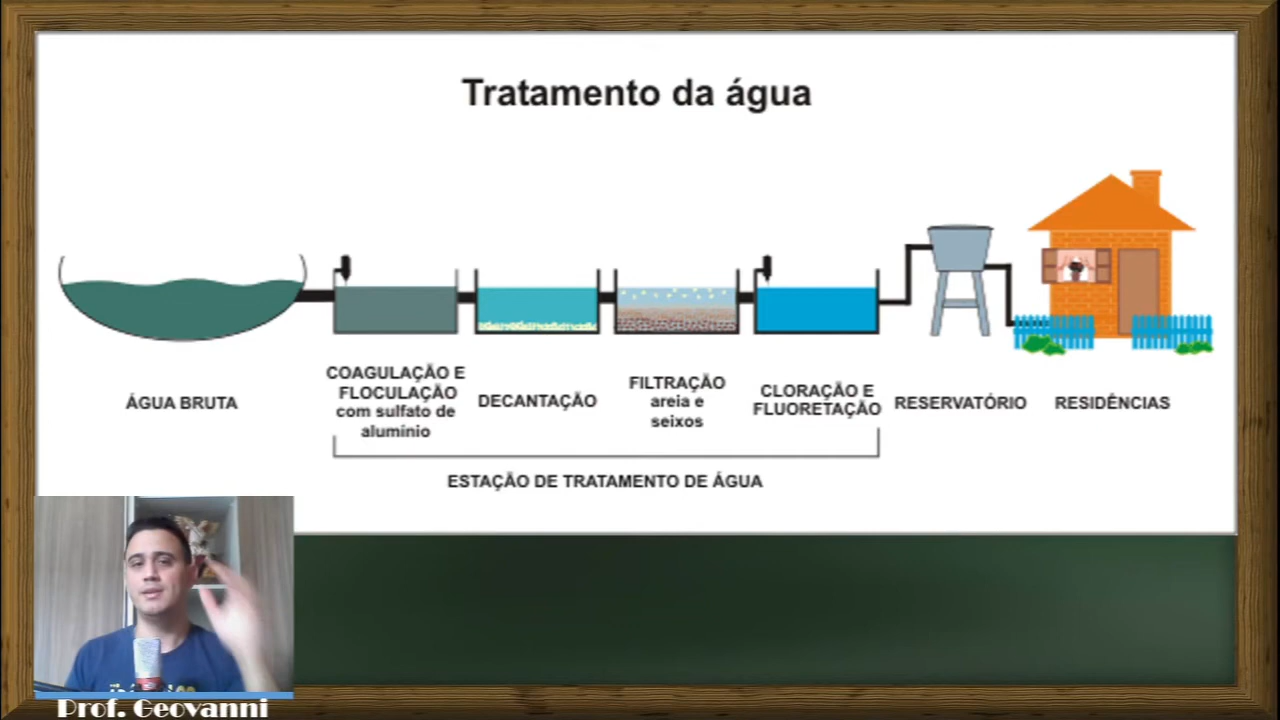 Tratamento da água
ÁGUA BRUTA
COAGULAÇÃO E
FLOCULAÇÃO
com sulfato de
alumínio
DECANTAÇÃO
FILTRAÇÃO
areia e
seixos
CLORAÇÃO E
FLUORETAÇÃO
RESERVATÓRIO
RESIDÊNCIAS
ESTAÇÃO DE TRATAMENTO DE ÁGUA
Prof. Geovanni